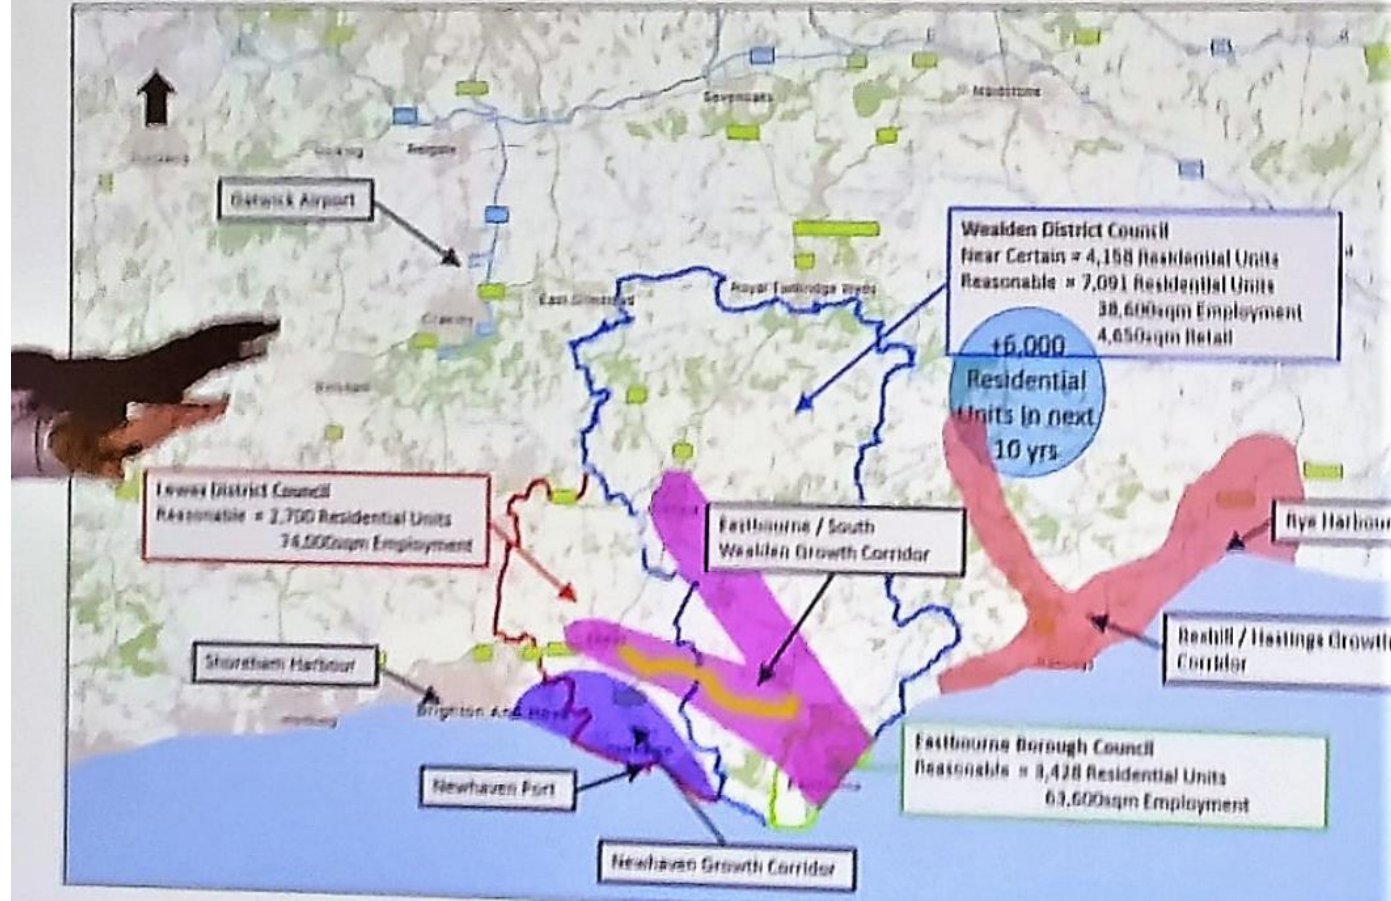 Sevenoaks
Maidstone
Reigate
Gatwick Airport
Wealden District Council
Near Certain = 4,158 Residential Units
Reasonable = 7,091 Residential Units
38,600sqm Employment
4,650sqm Retail
East Grinstead
Royal Tunbridge Wells
Crawley
+6,000
Residential
Units in next
10 yrs
Horsham
Lewes District Council
Reasonable = 2,700 Residential Units
74,000sqm Employment
Eastbourne / South
Wealden Growth Corridor
Rye Harbour
Bexhill / Hastings Growth
Corridor
Shoreham Harbour
Brighton And Hove
Worthing
Eastbourne Borough Council
Reasonable = 3,428 Residential Units
63,600sqm Employment
Newhaven Port
Newhaven Growth Corridor